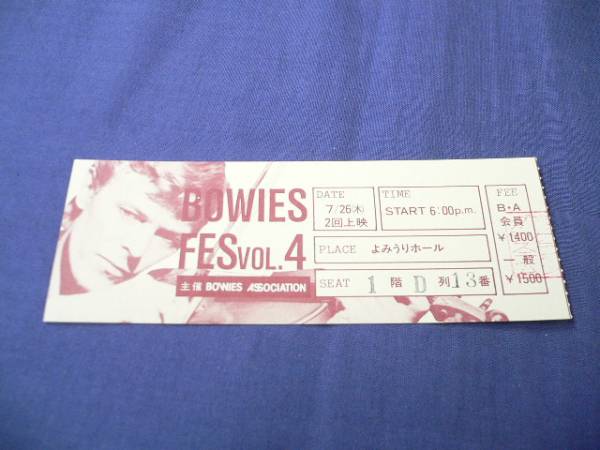 BOWIES
FES VOL.4
主催 BOWIES ASSOCIATION
DATE
7/26(木)
2回上映
TIME
START 6:00p.m.
PLACE よみうりホール
SEAT 1 階 D 列 13 番
FEE
B・A
会員
¥1400
一般
¥1500